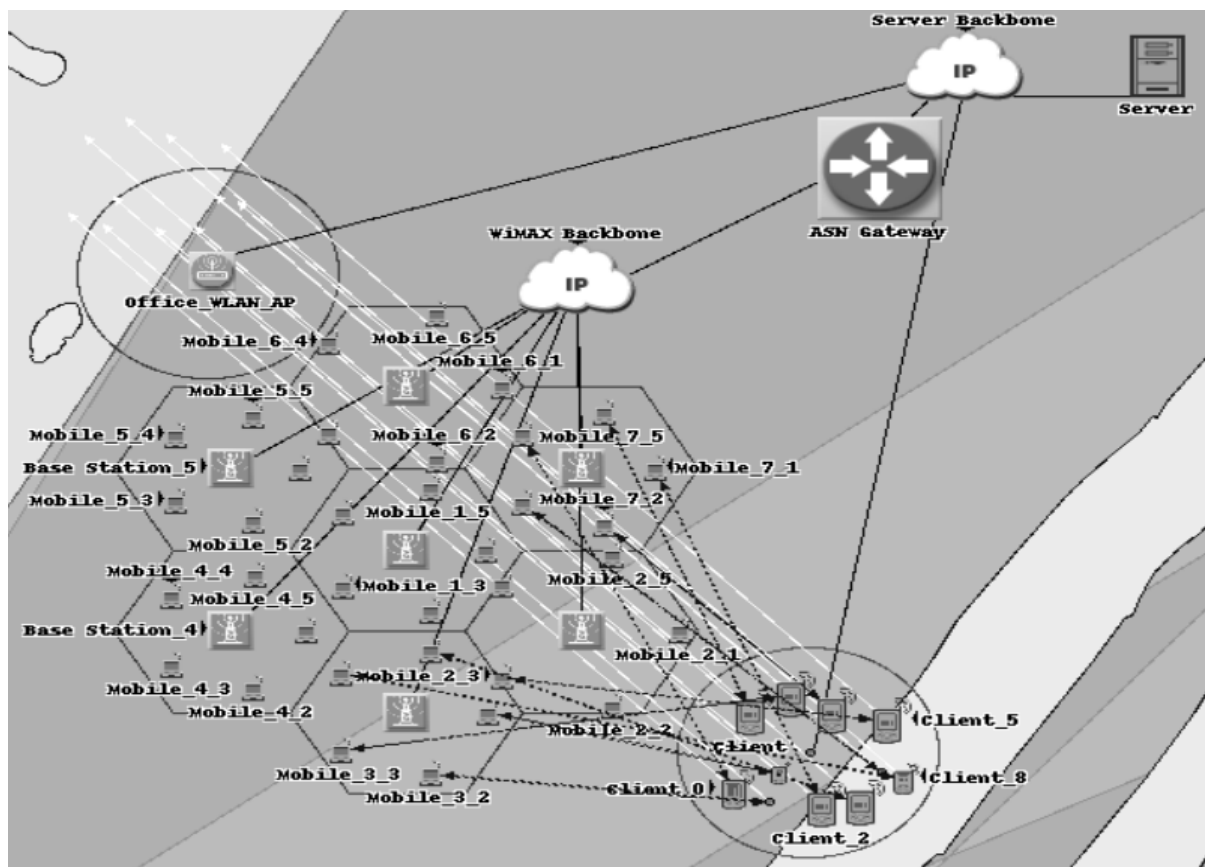 Server Backbone
IP
Server
ASN Gateway
WiMAX Backbone
IP
Office_WLAN_AP
Mobile_6_4
Mobile_6_5
Mobile_6_1
Mobile_5_5
Mobile_5_4
Mobile_6_2
Mobile_7_5
Base Station_5
Mobile_7_1
Mobile_5_3
Mobile_7_2
Mobile_1_5
Mobile_5_2
Mobile_4_4
Mobile_1_3
Mobile_2_5
Mobile_4_5
Base Station_4
Mobile_2_1
Mobile_2_3
Mobile_4_3
Mobile_4_2
Client_5
Mobile_2_2
Client
Mobile_3_3
Client_8
Client_0
Mobile_3_2
Client_2